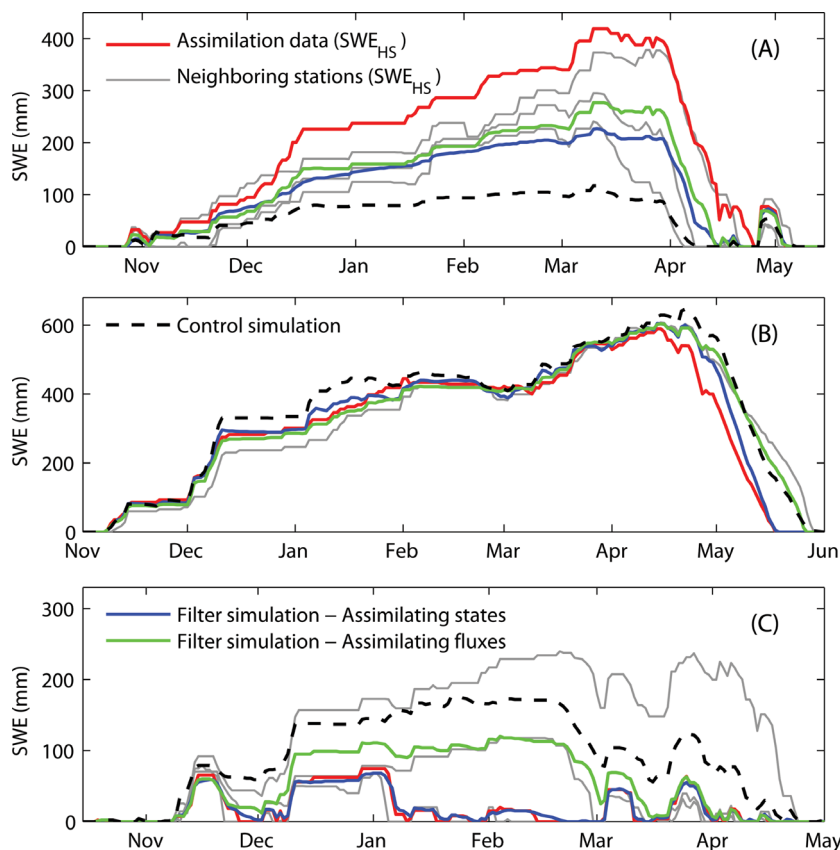 400
300
200
100
0
SWE (mm)
Assimilation data (SWE_HS)
Neighboring stations (SWE_HS)
(A)
Nov Dec Jan Feb Mar Apr May
600
400
200
0
SWE (mm)
Control simulation
(B)
Nov Dec Jan Feb Mar Apr May Jun
300
200
100
0
SWE (mm)
Filter simulation – Assimilating states
Filter simulation – Assimilating fluxes
(C)
Nov Dec Jan Feb Mar Apr May